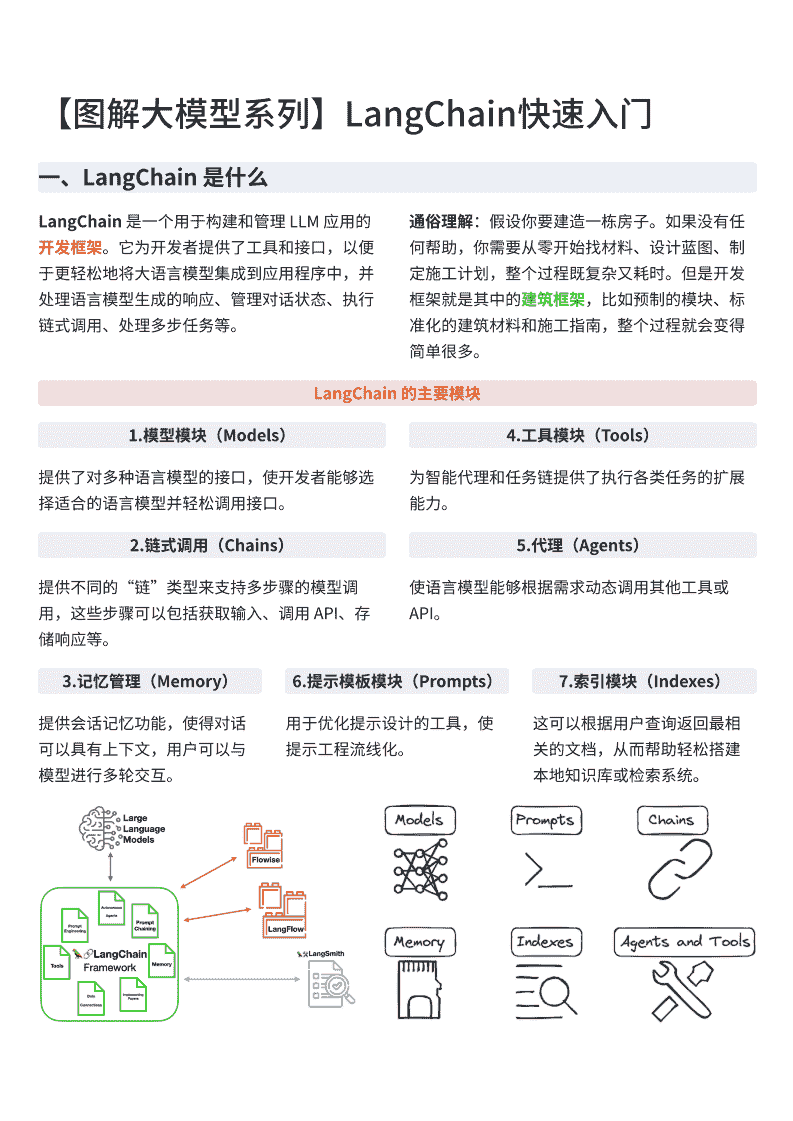 【图解大模型系列】LangChain快速入门
一、LangChain 是什么
LangChain 是一个用于构建和管理 LLM 应用的
开发框架。它为开发者提供了工具和接口，以便
于更轻松地将大语言模型集成到应用程序中，并
处理语言模型生成的响应、管理对话状态、执行
链式调用、处理多步任务等。
通俗理解：假设你要建造一栋房子。如果没有任
何帮助，你需要从零开始找材料、设计蓝图、制
定施工计划，整个过程既复杂又耗时。但是开发
框架就是其中的建筑框架，比如预制的模块、标
准化的建筑材料和施工指南，整个过程就会变得
简单很多。
LangChain 的主要模块
1.模型模块（Models）
提供了对多种语言模型的接口，使开发者能够选
择适合的语言模型并轻松调用接口。
4.工具模块（Tools）
为智能代理和任务链提供了执行各类任务的扩展
能力。
2.链式调用（Chains）
提供不同的“链”类型来支持多步骤的模型调
用，这些步骤可以包括获取输入、调用 API、存
储响应等。
5.代理（Agents）
使语言模型能够根据需求动态调用其他工具或
API。
3.记忆管理（Memory）
提供会话记忆功能，使得对话
可以具有上下文，用户可以与
模型进行多轮交互。
6.提示模板模块（Prompts）
用于优化提示设计的工具，使
提示工程流线化。
7.索引模块（Indexes）
这可以根据用户查询返回最相
关的文档，从而帮助轻松搭建
本地知识库或检索系统。
Large
Language
Models
Flowise
LangFlow
LangSmith
Autonomous
Agents
Prompt
Engineering
Prompt
Chaining
LangChain
Framework
Tools
Memory
Data
Connections
Models
Prompts
Chains
Memory
Indexes
Agents and Tools